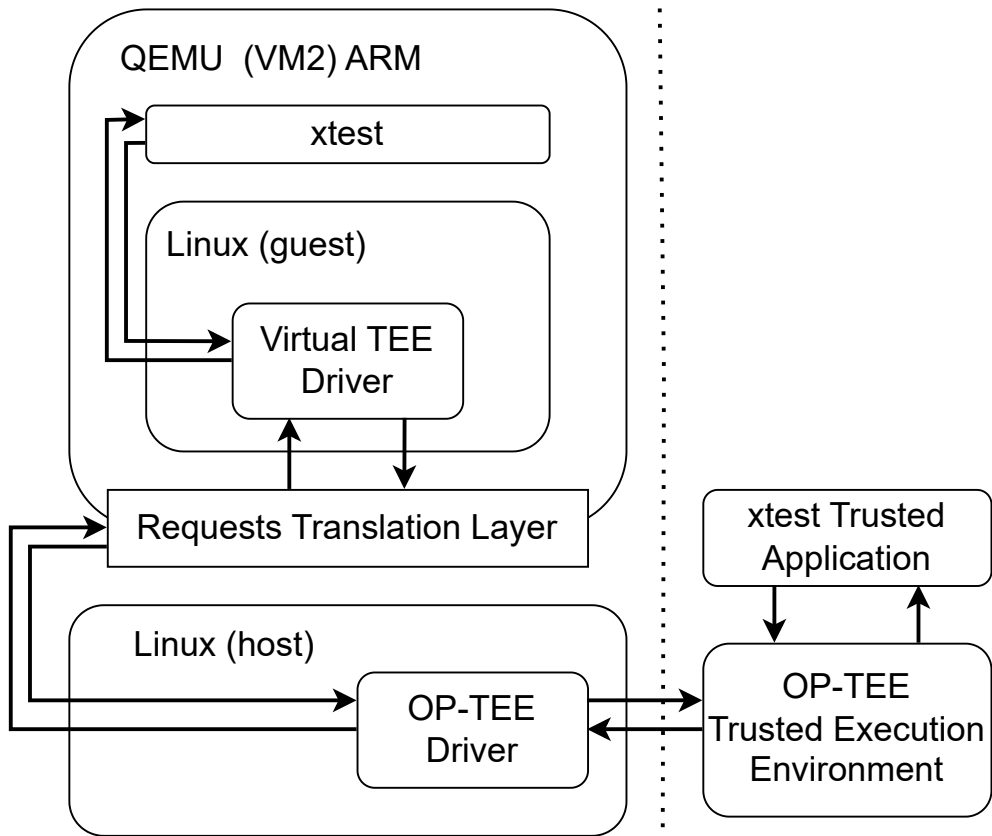 QEMU (VM2) ARM
xtest
Linux (guest)
Virtual TEE
Driver
Requests Translation Layer
xtest Trusted
Application
Linux (host)
OP-TEE
Driver
OP-TEE
Trusted Execution
Environment